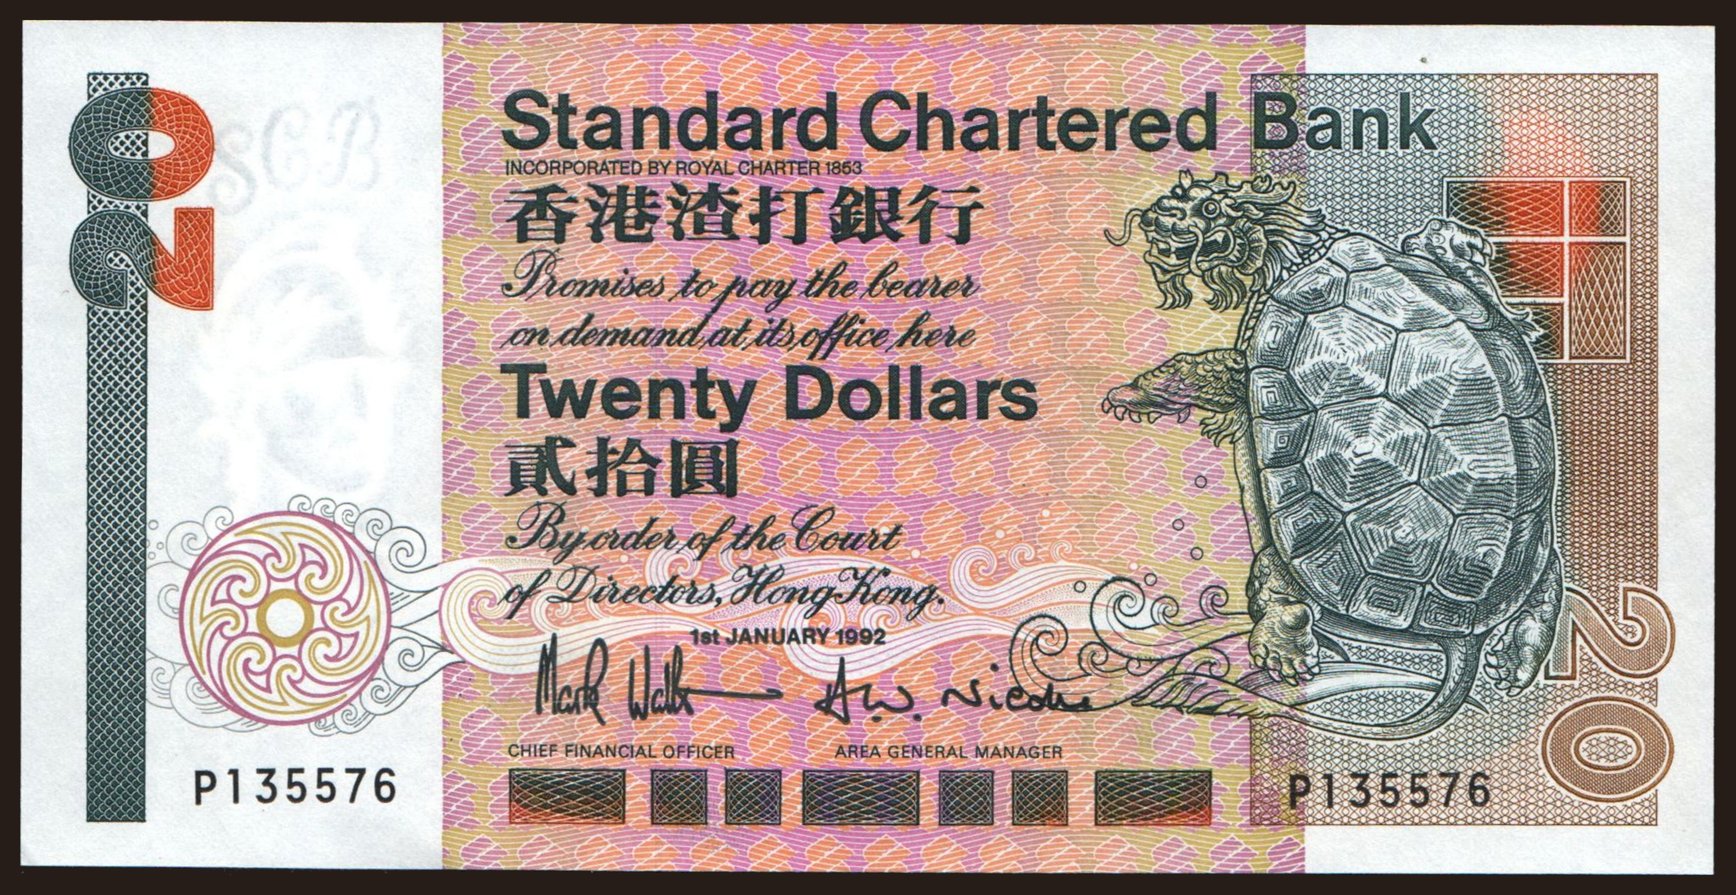 20
SCB
Standard Chartered Bank
INCORPORATED BY ROYAL CHARTER 1853
香港渣打銀行
Promises to pay the bearer
on demand at its office here
Twenty Dollars
貳拾圓
By order of the Court
of Directors, Hong Kong.
1st JANUARY 1992
CHIEF FINANCIAL OFFICER AREA GENERAL MANAGER
P135576 P135576
20